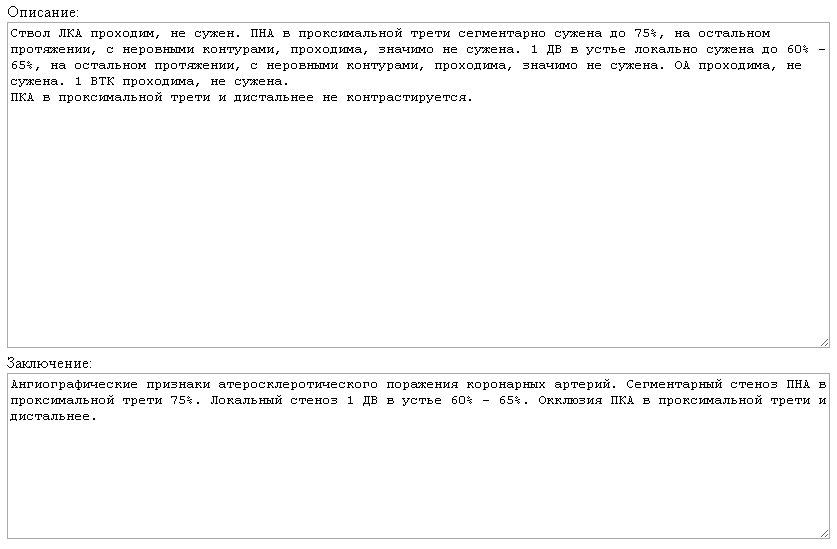 Описание:
Ствол ЛКА проходим, не сужен. ПНА в проксимальной трети сегментарно сужена до 75%, на остальном
протяжении, с неровными контурами, проходима, значимо не сужена. 1 ДВ в устье локально сужена до 60% -
65%, на остальном протяжении, с неровными контурами, проходима, значимо не сужена. ОА проходима, не
сужена. 1 ВТК проходима, не сужена.
ПКА в проксимальной трети и дистальнее не контрастируется.
Заключение:
Ангиографические признаки атеросклеротического поражения коронарных артерий. Сегментарный стеноз ПНА в
проксимальной трети 75%. Локальный стеноз 1 ДВ в устье 60% - 65%. Окклюзия ПКА в проксимальной трети и
дистальнее.